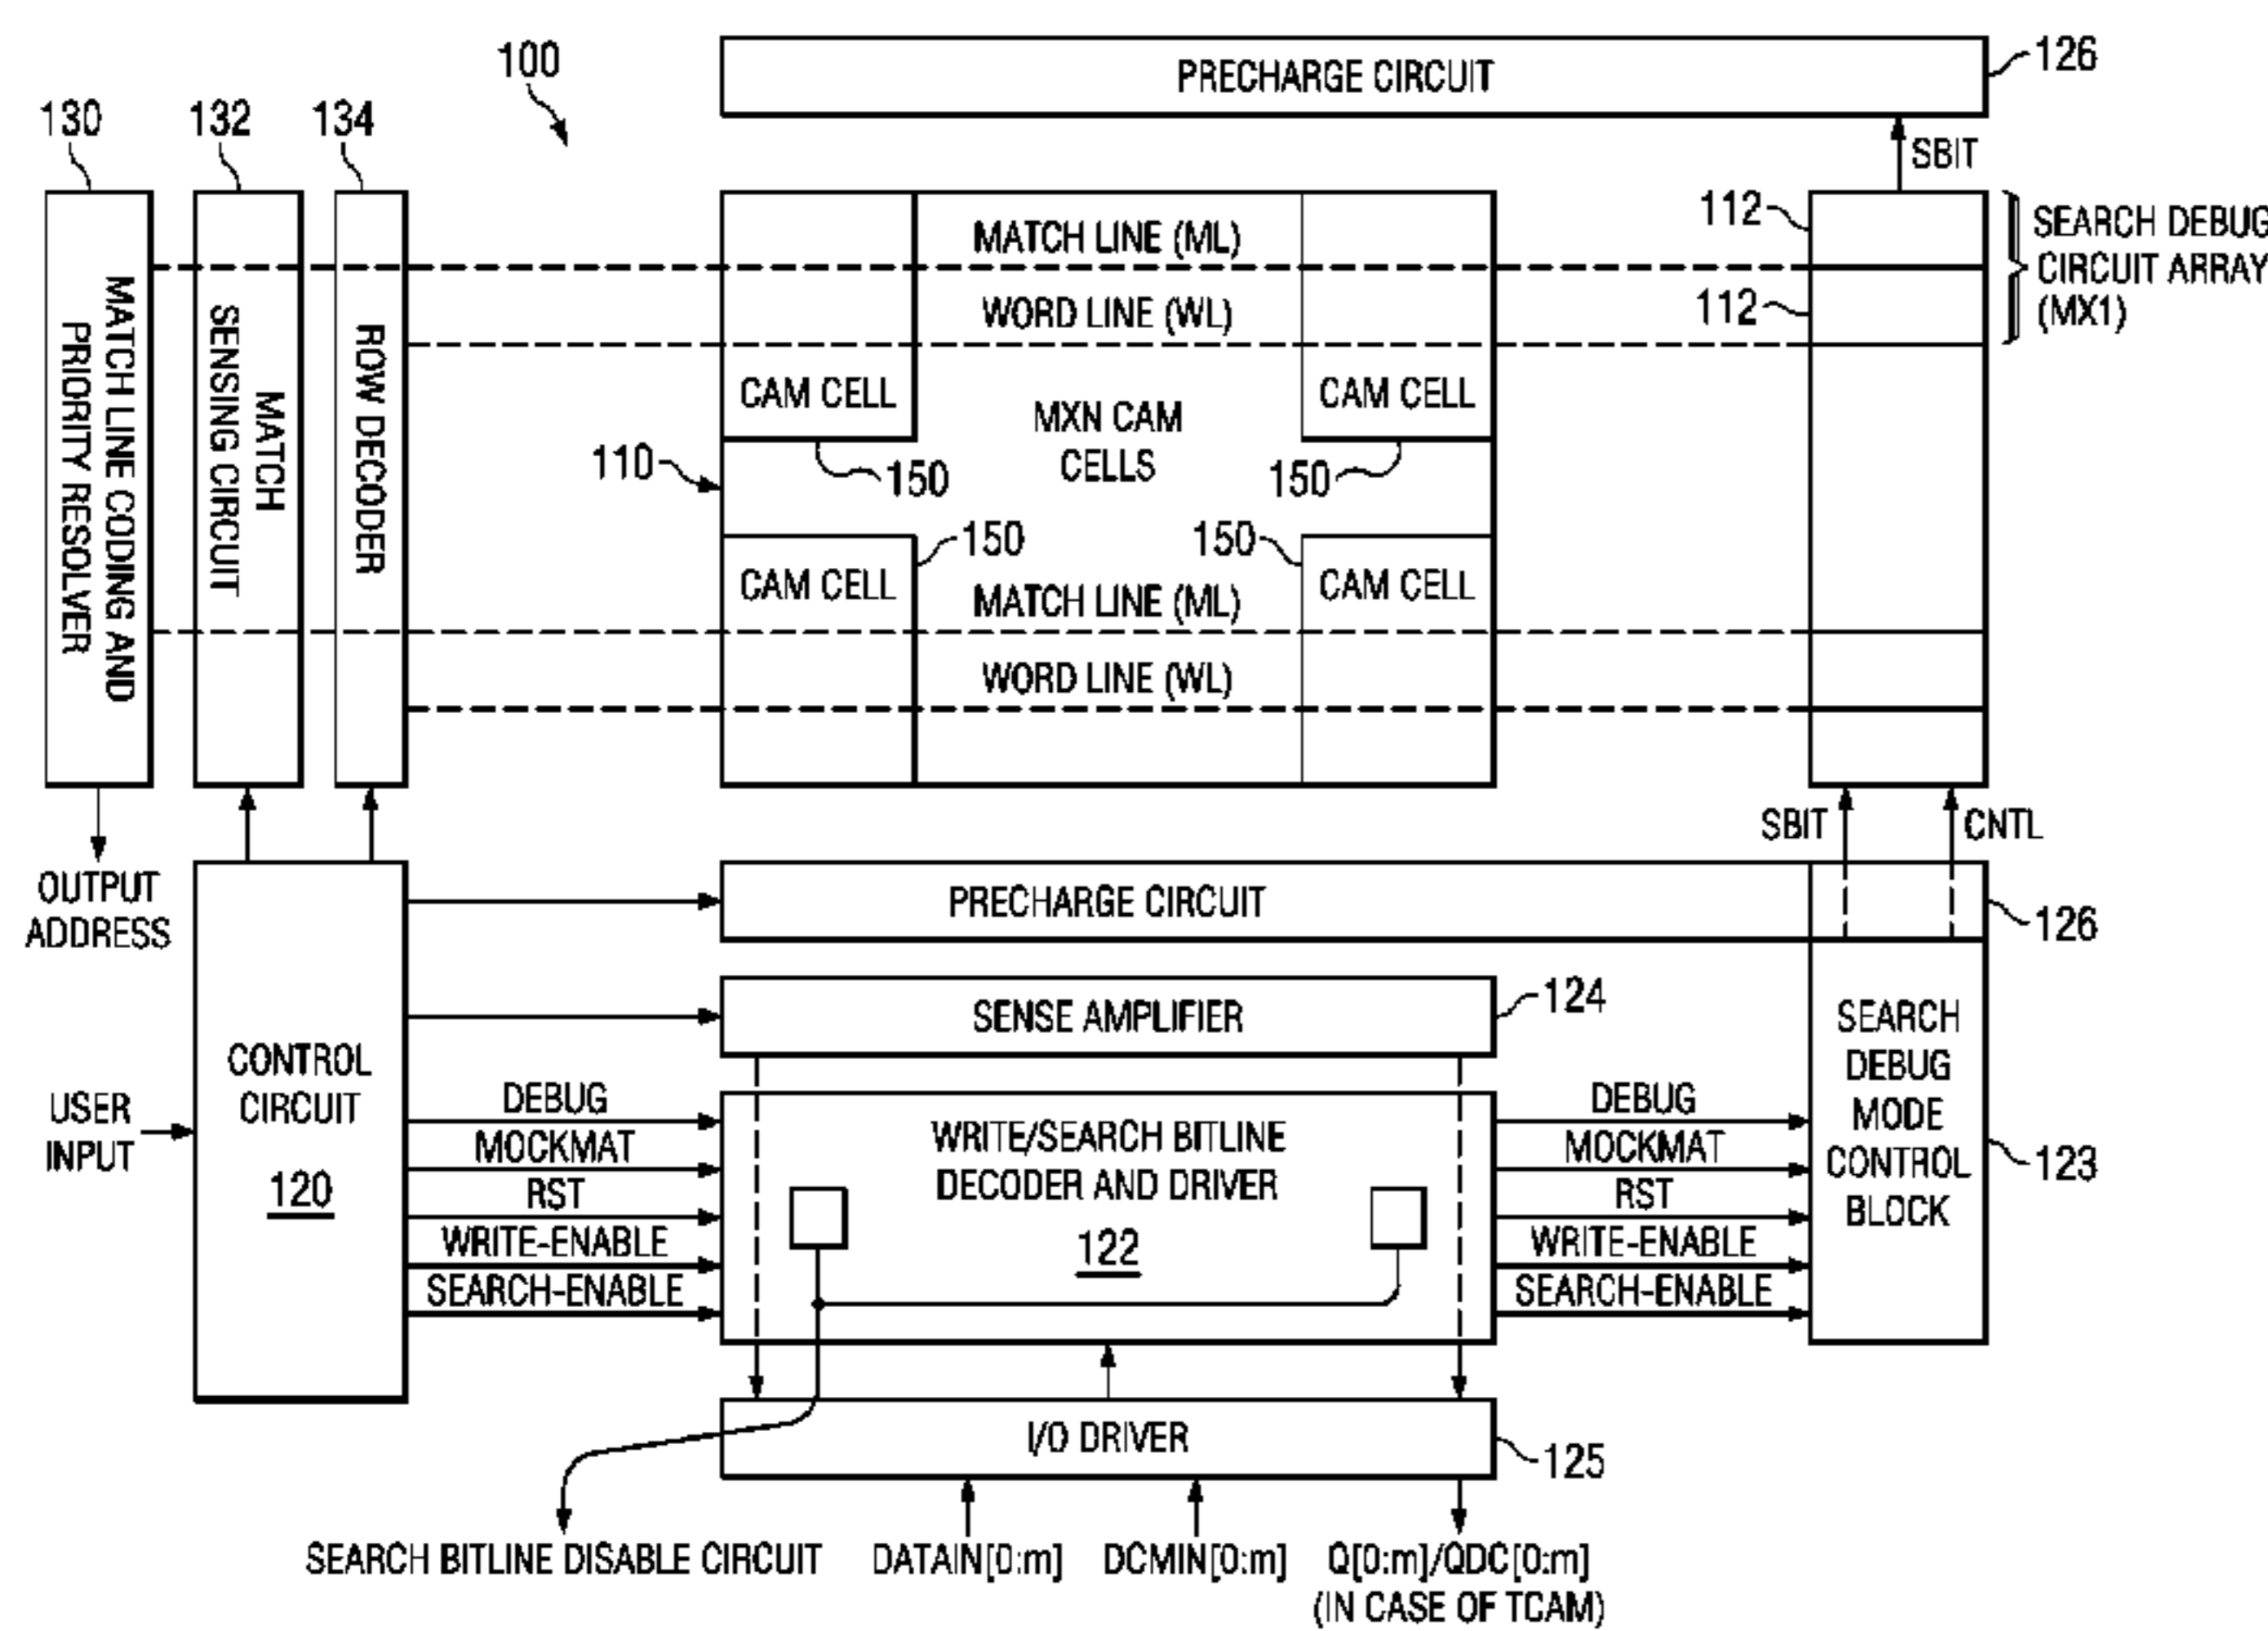 100
PRECHARGE CIRCUIT
126
130
132
134
SBIT
MATCH LINE CODING AND
PRIORITY RESOLVER
MATCH
SENSING CIRCUIT
ROW DECODER
MATCH LINE (ML)
WORD LINE (WL)
CAM CELL
CAM CELL
MXN CAM
CELLS
110
150
150
150
150
CAM CELL
CAM CELL
MATCH LINE (ML)
WORD LINE (WL)
112
112
SEARCH DEBUG
CIRCUIT ARRAY
(MX1)
SBIT
CNTL
OUTPUT
ADDRESS
PRECHARGE CIRCUIT
126
SENSE AMPLIFIER
124
USER
INPUT
CONTROL
CIRCUIT
120
DEBUG
MOCKMAT
RST
WRITE-ENABLE
SEARCH-ENABLE
WRITE/SEARCH BITLINE
DECODER AND DRIVER
122
DEBUG
MOCKMAT
RST
WRITE-ENABLE
SEARCH-ENABLE
SEARCH
DEBUG
MODE
CONTROL
BLOCK
123
I/O DRIVER
125
SEARCH BITLINE DISABLE CIRCUIT
DATAIN[0:m]
DCMIN[0:m]
Q[0:m]/QDC[0:m]
(IN CASE OF TCAM)